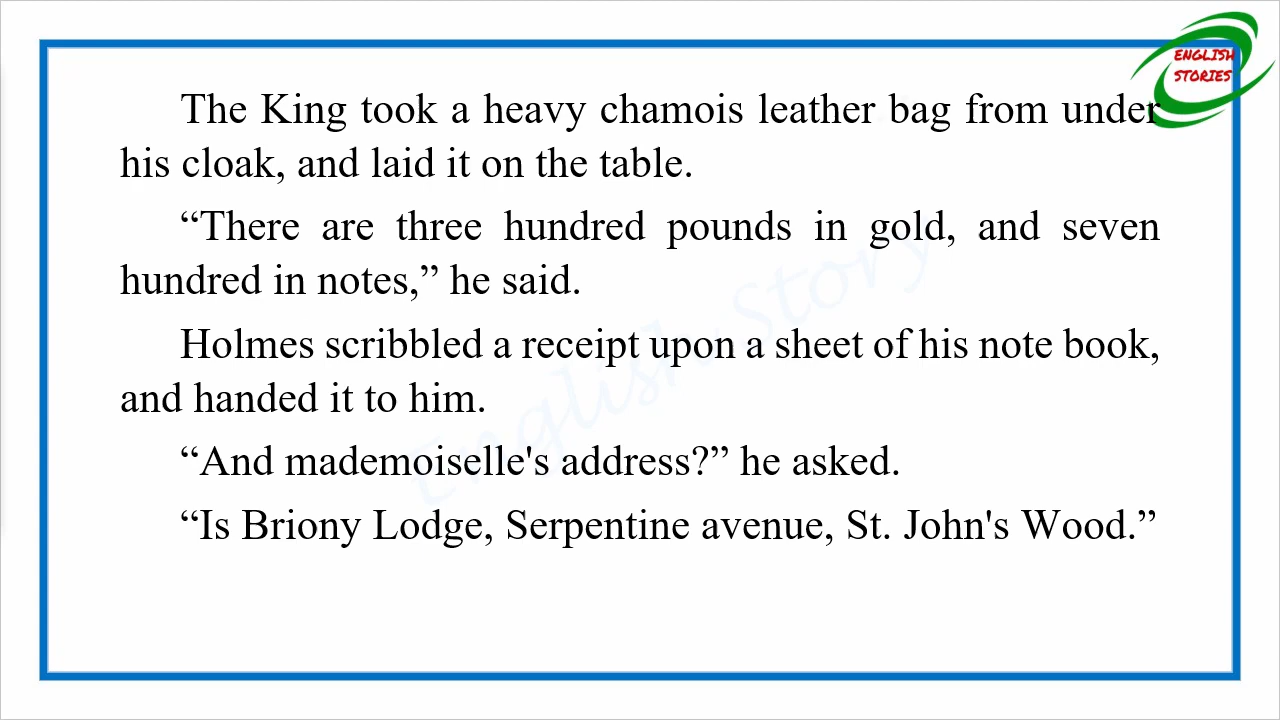 ENGLISH
STORIES
The King took a heavy chamois leather bag from under
his cloak, and laid it on the table.
“There are three hundred pounds in gold, and seven
hundred in notes,” he said.
Holmes scribbled a receipt upon a sheet of his note book,
and handed it to him.
“And mademoiselle's address?” he asked.
“Is Briony Lodge, Serpentine avenue, St. John's Wood.”
English Story